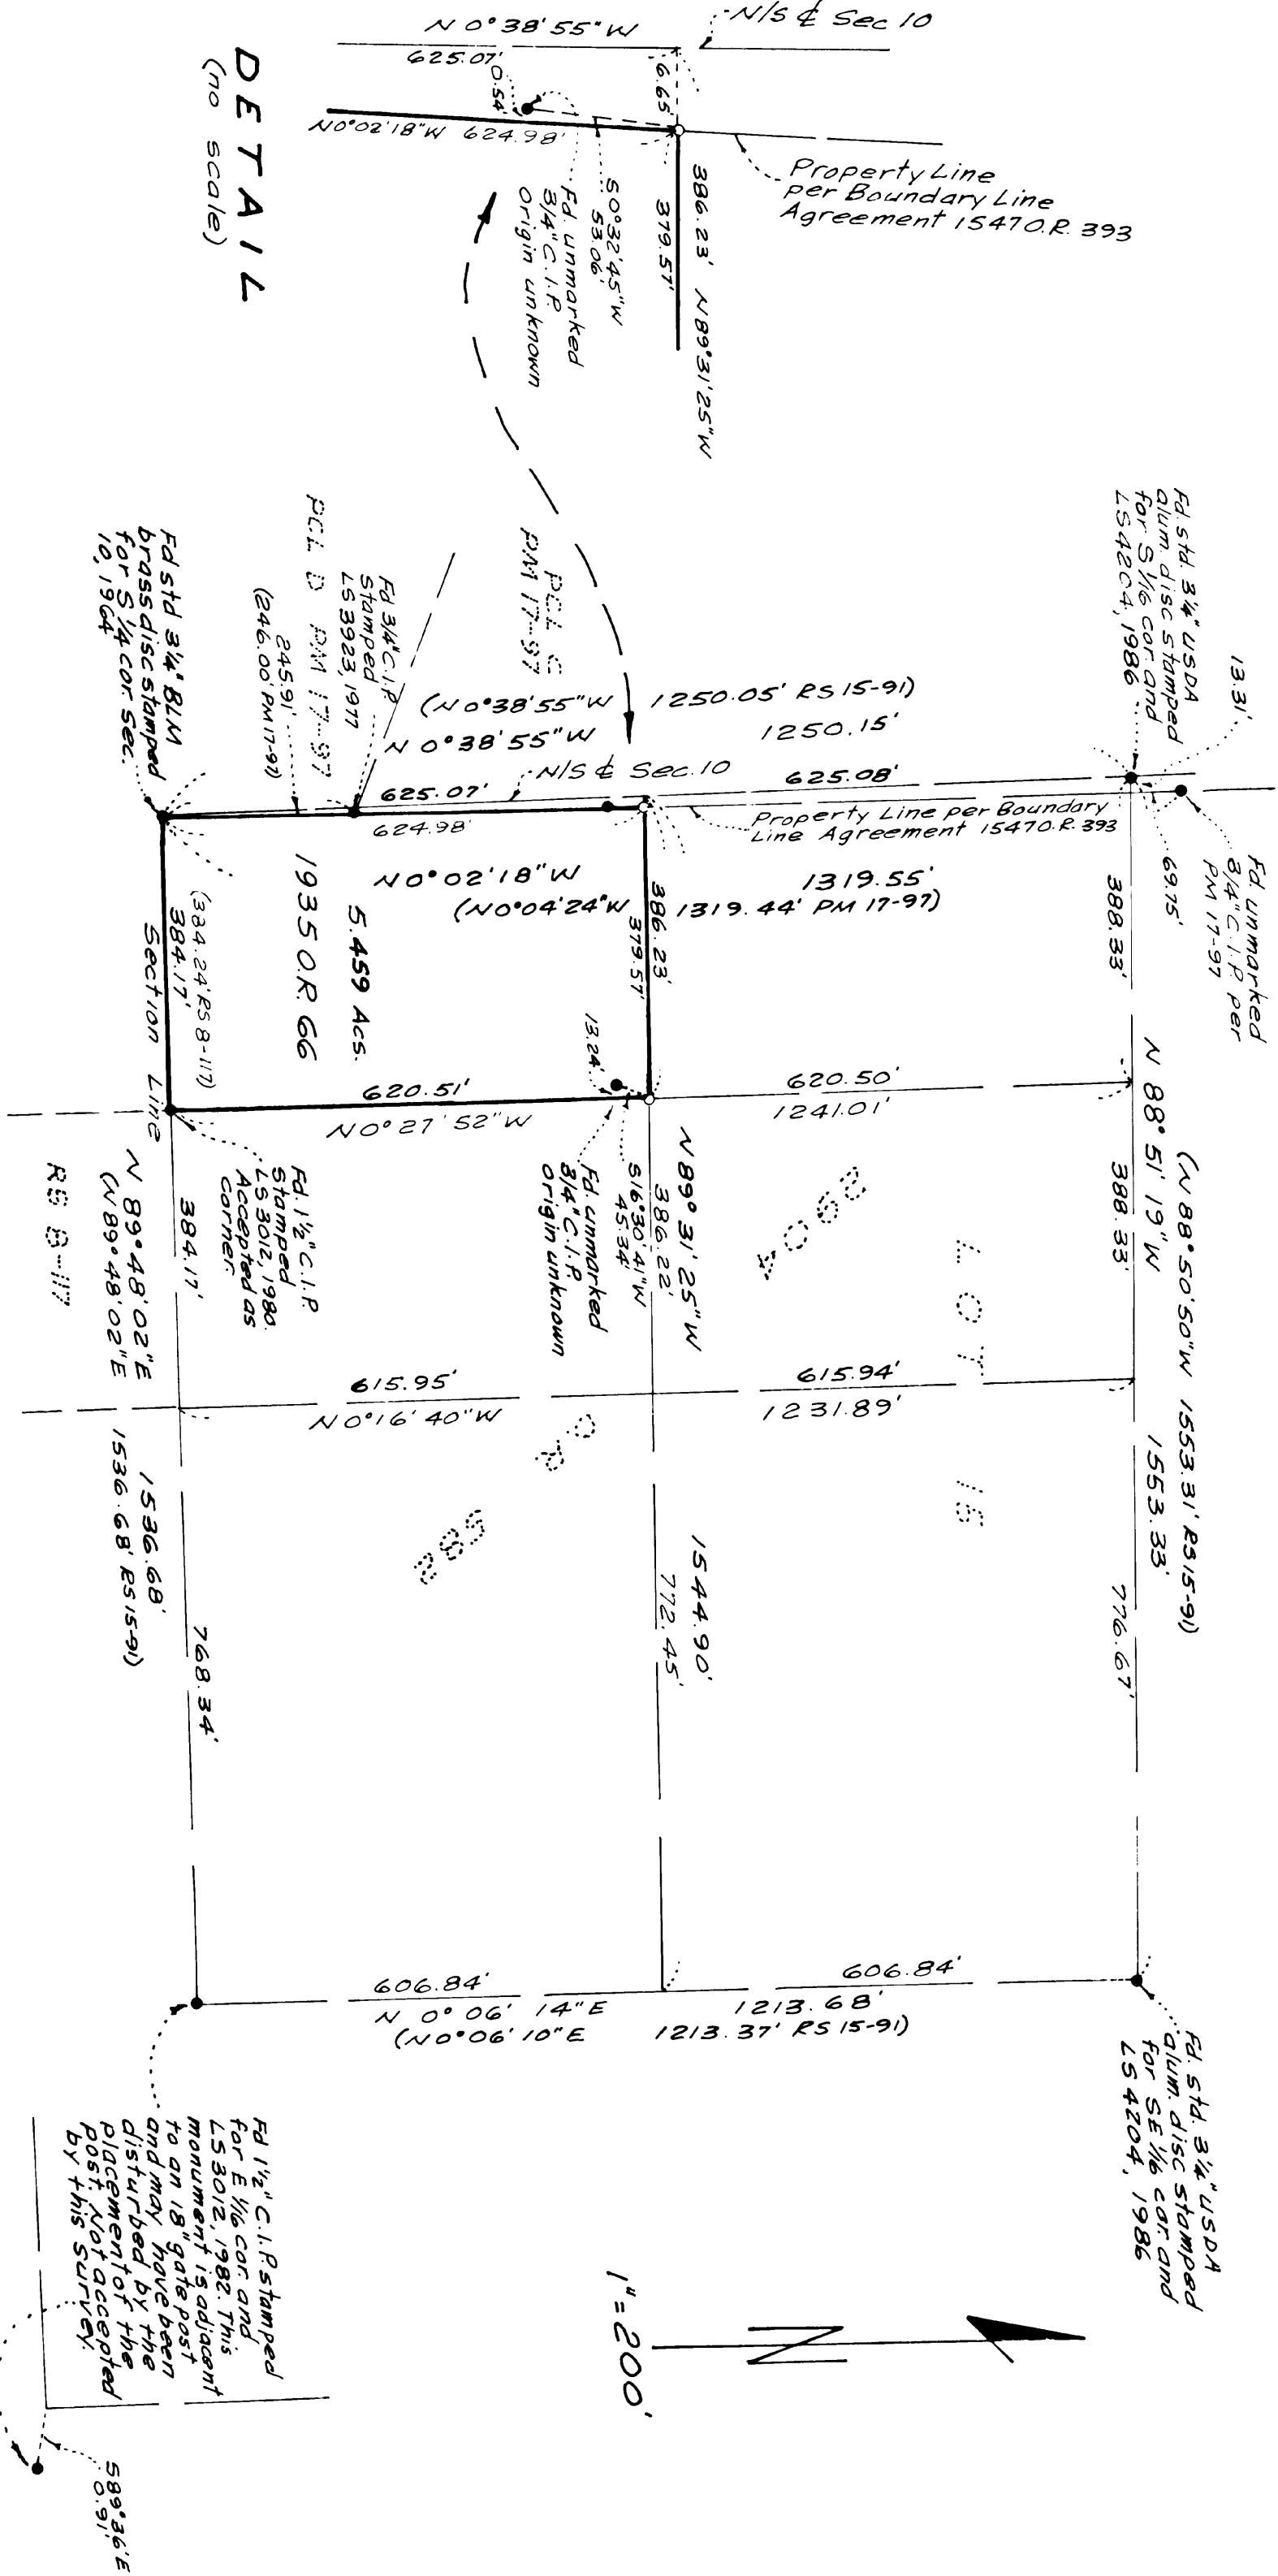 DETAIL
(no scale)
N 0°38'55"W
625.07'
N/S ℄ Sec 10
6.65'
0.54'
N0°02'18"W 624.98'
Property Line
per Boundary Line
Agreement 1547 O.R. 393
386.23' N89°31'25"W
379.57'
S0°32'45"W
53.06'
Fd. unmarked
3/4" C.I.P.
origin unknown
Fd. std. 3¼" USDA
alum. disc stamped
for S 1/16 cor. and
LS4204, 1986
13.31'
69.75'
Fd unmarked
3/4" C.I.P. per
PM 17-97
PCL C
PM 17-97
PCL D PM 17-97
Fd 3/4" C.I.P.
stamped
LS 3923, 1977
245.91'
(246.00' PM 17-97)
Fd std 3¼" BLM
brass disc stamped
for S 1/4 cor. Sec.
10, 1964
(N0°38'55"W 1250.05' RS 15-91)
N 0°38'55"W 1250.15'
625.07'
N/S ℄ Sec. 10
625.08'
624.98'
Property Line per Boundary
Line Agreement 1547 O.R. 393
N0°02'18"W 1319.55'
(N0°04'24"W 1319.44' PM 17-97)
386.23'
379.57'
5.459 Acs.
1935 O.R. 66
(384.24' RS 8-117)
384.17'
Section Line
13.24'
620.51'
N0°27'52"W
620.50'
1241.01'
388.33'
(N 88°50'50"W 1553.31' RS15-91)
N 88°51'19"W 1553.33'
388.33'
776.67'
N 89°31'25"W 1544.90'
386.22'
772.45'
S16°30'41"W
45.34'
Fd. unmarked
3/4" C.I.P.
origin unknown
Fd. 1½" C.I.P.
stamped
LS 3012, 1980.
Accepted as
corner.
384.17'
768.34'
N 89°48'02"E 1536.68'
(N 89°48'02"E 1536.68' RS 15-91)
RS 8-117
LOT 15
4068
O.R.
285
615.95'
N0°16'40"W
615.94'
1231.89'
606.84'
606.84'
N 0°06'14"E 1213.68'
(N0°06'10"E 1213.37' RS 15-91)
Fd. std. 3¼" USDA
alum. disc stamped
for SE 1/16 cor. and
LS 4204, 1986
Fd 1½" C.I.P. stamped
for E 1/16 cor. and
LS 3012, 1982. This
monument is adjacent
to an 18" gate post
and may have been
disturbed by the
placement of the
post. Not accepted
by this survey.
S89°36'E
0.91'
N
1"=200'